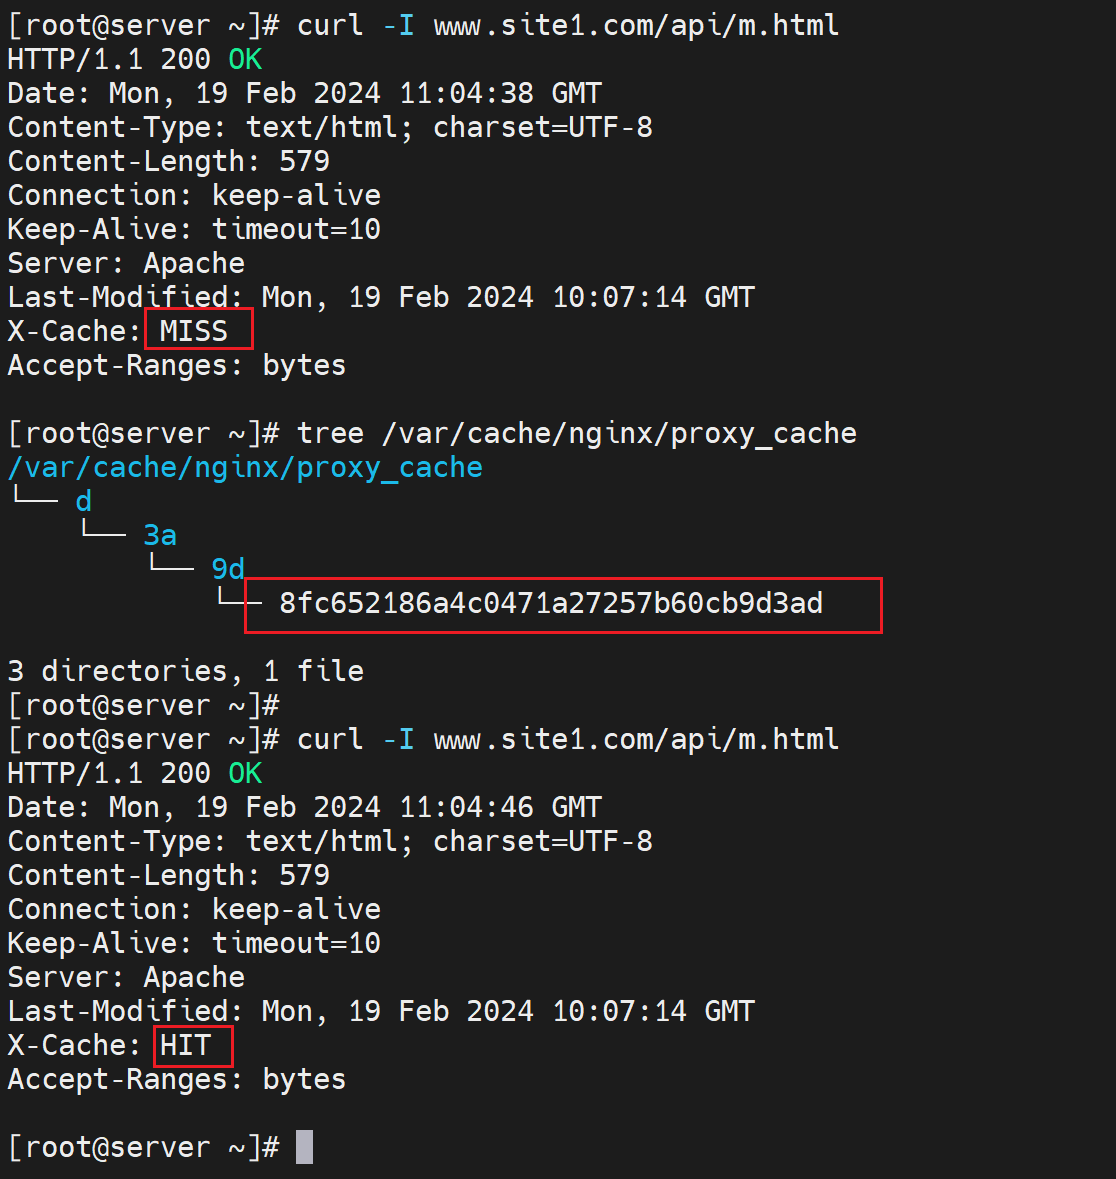 [root@server ~]# curl -I www.site1.com/api/m.html
HTTP/1.1 200 OK
Date: Mon, 19 Feb 2024 11:04:38 GMT
Content-Type: text/html; charset=UTF-8
Content-Length: 579
Connection: keep-alive
Keep-Alive: timeout=10
Server: Apache
Last-Modified: Mon, 19 Feb 2024 10:07:14 GMT
X-Cache: MISS
Accept-Ranges: bytes
[root@server ~]# tree /var/cache/nginx/proxy_cache
/var/cache/nginx/proxy_cache
└── d
    └── 3a
        └── 9d
            └── 8fc652186a4c0471a27257b60cb9d3ad
3 directories, 1 file
[root@server ~]#
[root@server ~]# curl -I www.site1.com/api/m.html
HTTP/1.1 200 OK
Date: Mon, 19 Feb 2024 11:04:46 GMT
Content-Type: text/html; charset=UTF-8
Content-Length: 579
Connection: keep-alive
Keep-Alive: timeout=10
Server: Apache
Last-Modified: Mon, 19 Feb 2024 10:07:14 GMT
X-Cache: HIT
Accept-Ranges: bytes
[root@server ~]#